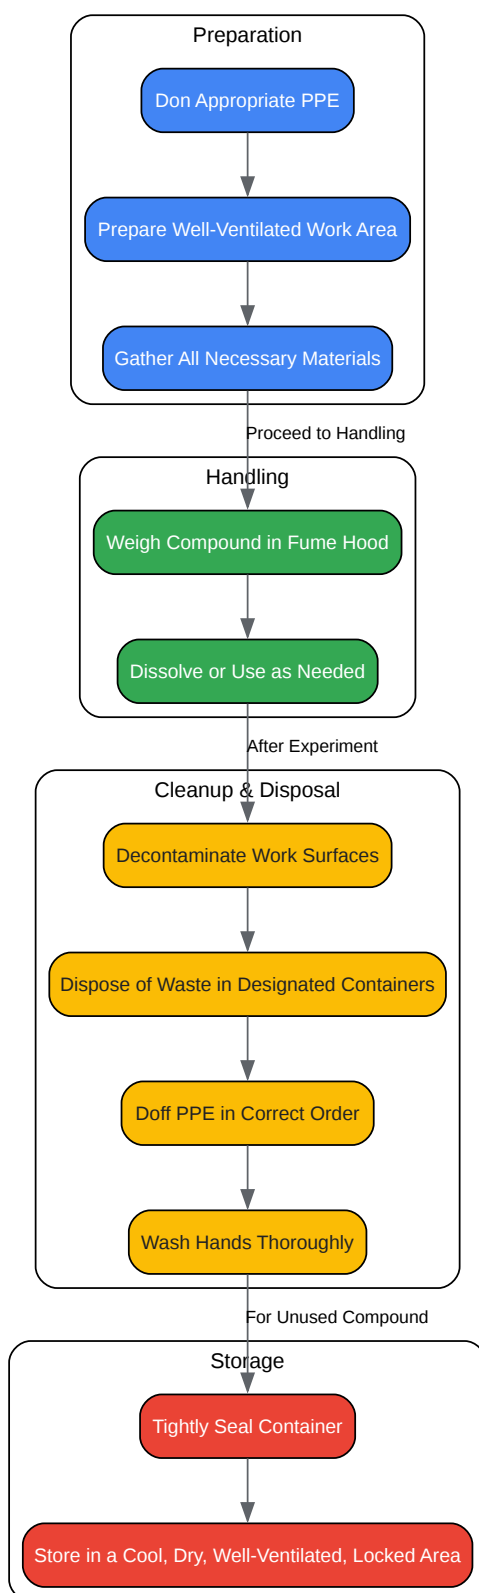 Preparation
Don Appropriate PPE
Prepare Well-Ventilated Work Area
Gather All Necessary Materials
Proceed to Handling
Handling
Weigh Compound in Fume Hood
Dissolve or Use as Needed
After Experiment
Cleanup & Disposal
Decontaminate Work Surfaces
Dispose of Waste in Designated Containers
Doff PPE in Correct Order
Wash Hands Thoroughly
For Unused Compound
Storage
Tightly Seal Container
Store in a Cool, Dry, Well-Ventilated, Locked Area